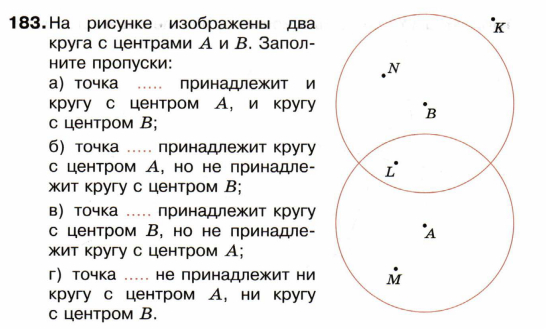 183. На рисунке изображены два
круга с центрами A и B. Запол-
ните пропуски:
а) точка ..... принадлежит и
кругу с центром A, и кругу
с центром B;
б) точка ..... принадлежит кругу
с центром A, но не принадле-
жит кругу с центром B;
в) точка ..... принадлежит кругу
с центром B, но не принадле-
жит кругу с центром A;
г) точка ..... не принадлежит ни
кругу с центром A, ни кругу
с центром B.
K
N
B
L
A
M